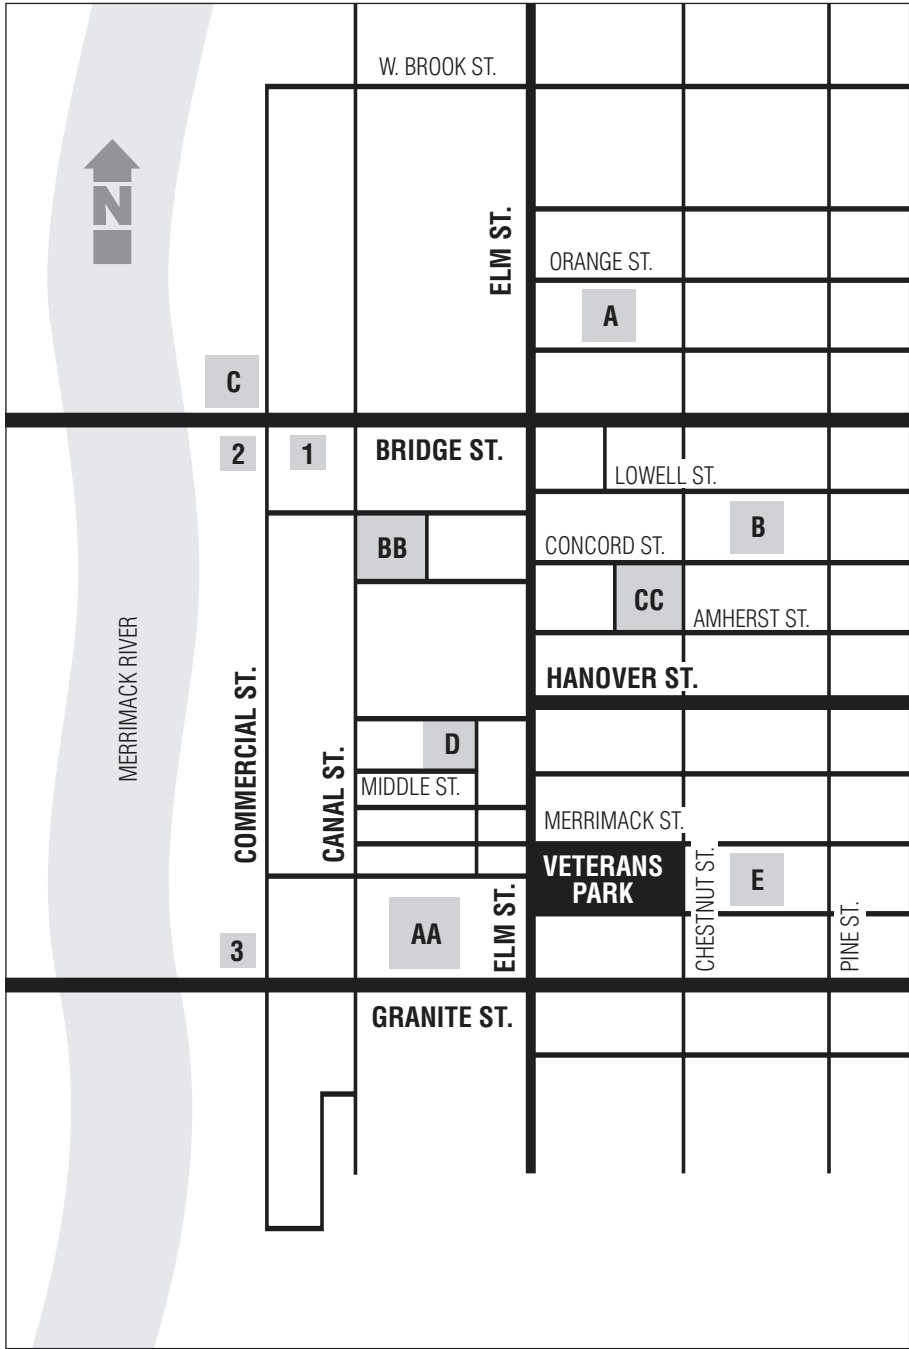 W. BROOK ST.
N
ELM ST.
ORANGE ST.
A
C
2
1
BRIDGE ST.
LOWELL ST.
B
BB
CONCORD ST.
CC
AMHERST ST.
MERRIMACK RIVER
HANOVER ST.
COMMERCIAL ST.
CANAL ST.
D
MIDDLE ST.
MERRIMACK ST.
VETERANS
PARK
CHESTNUT ST.
E
ELM ST.
AA
PINE ST.
3
GRANITE ST.